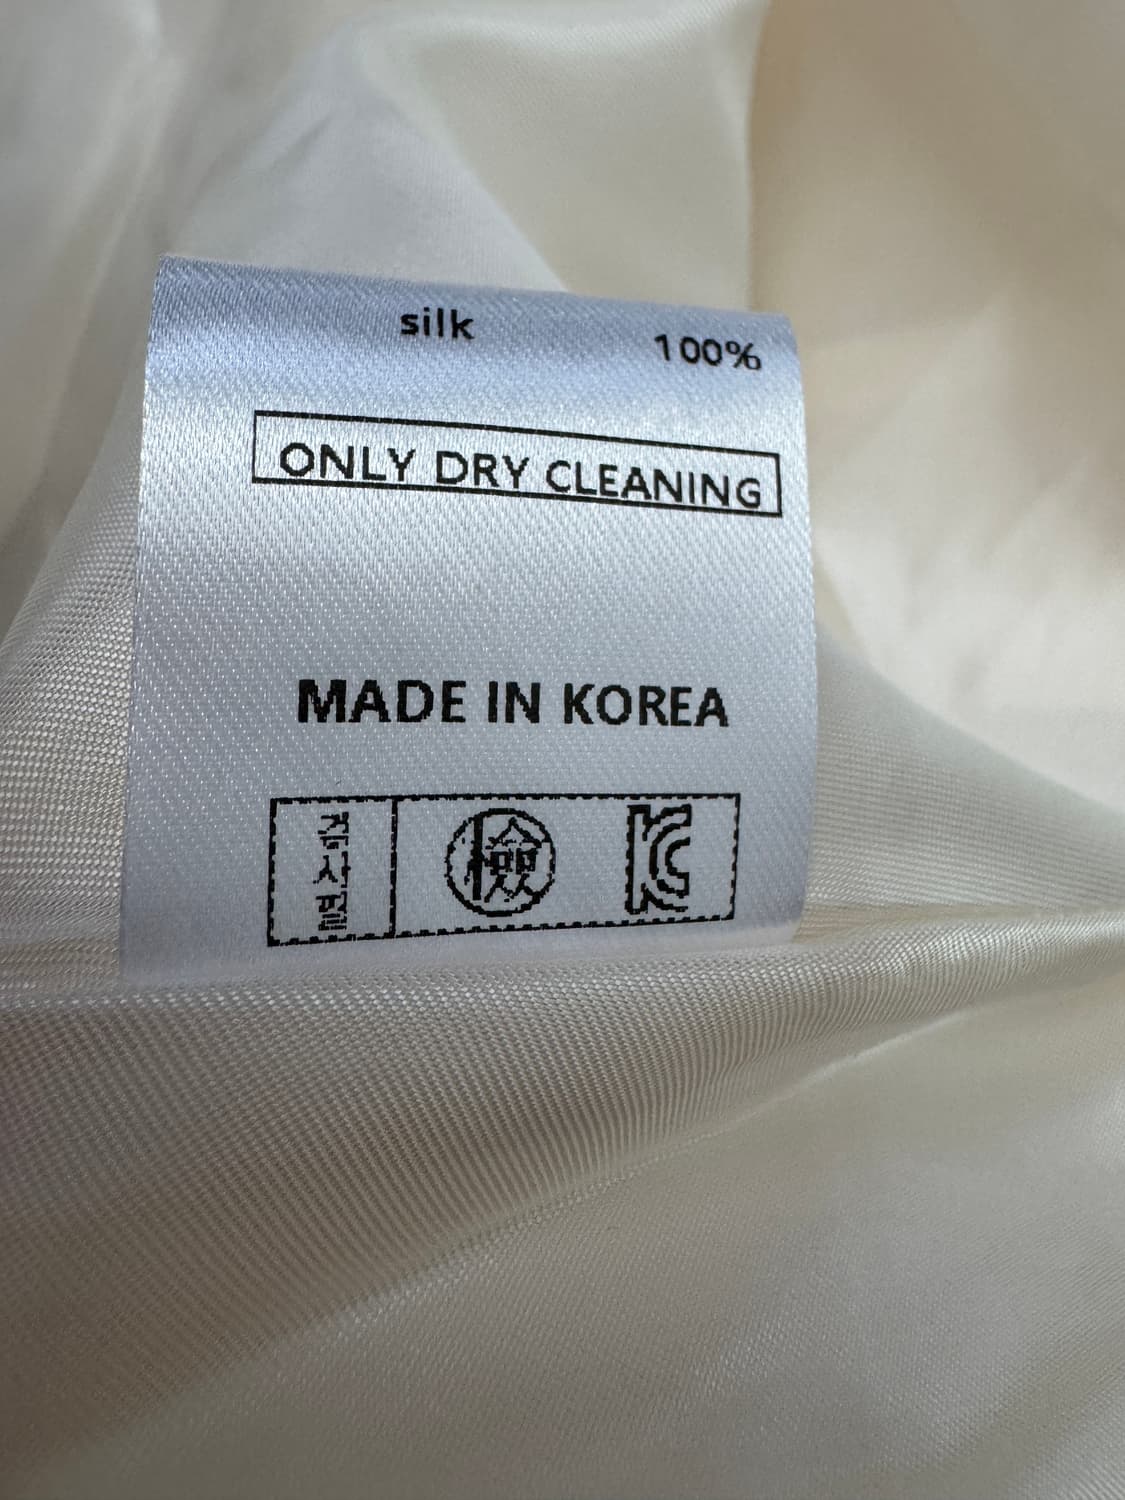 silk 100%
ONLY DRY CLEANING
MADE IN KOREA
검사필 檢 KC